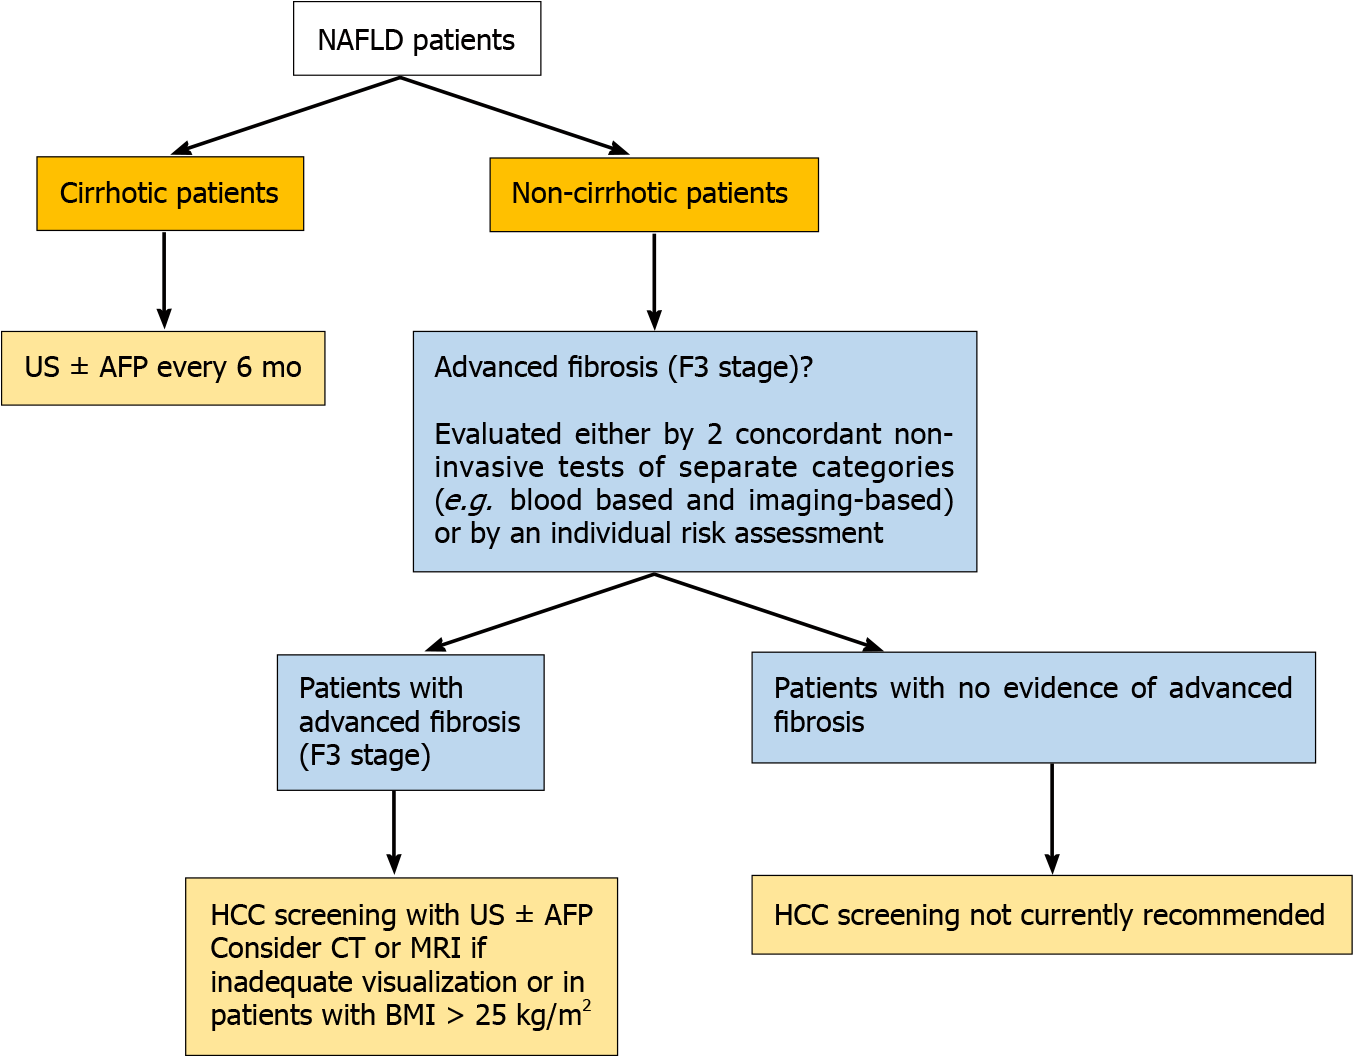 NAFLD patients
Cirrhotic patients
Non-cirrhotic patients
US ± AFP every 6 mo
Advanced fibrosis (F3 stage)?
Evaluated either by 2 concordant non-
invasive tests of separate categories
(e.g. blood based and imaging-based)
or by an individual risk assessment
Patients with
advanced fibrosis
(F3 stage)
Patients with no evidence of advanced
fibrosis
HCC screening with US ± AFP
Consider CT or MRI if
inadequate visualization or in
patients with BMI > 25 kg/m²
HCC screening not currently recommended